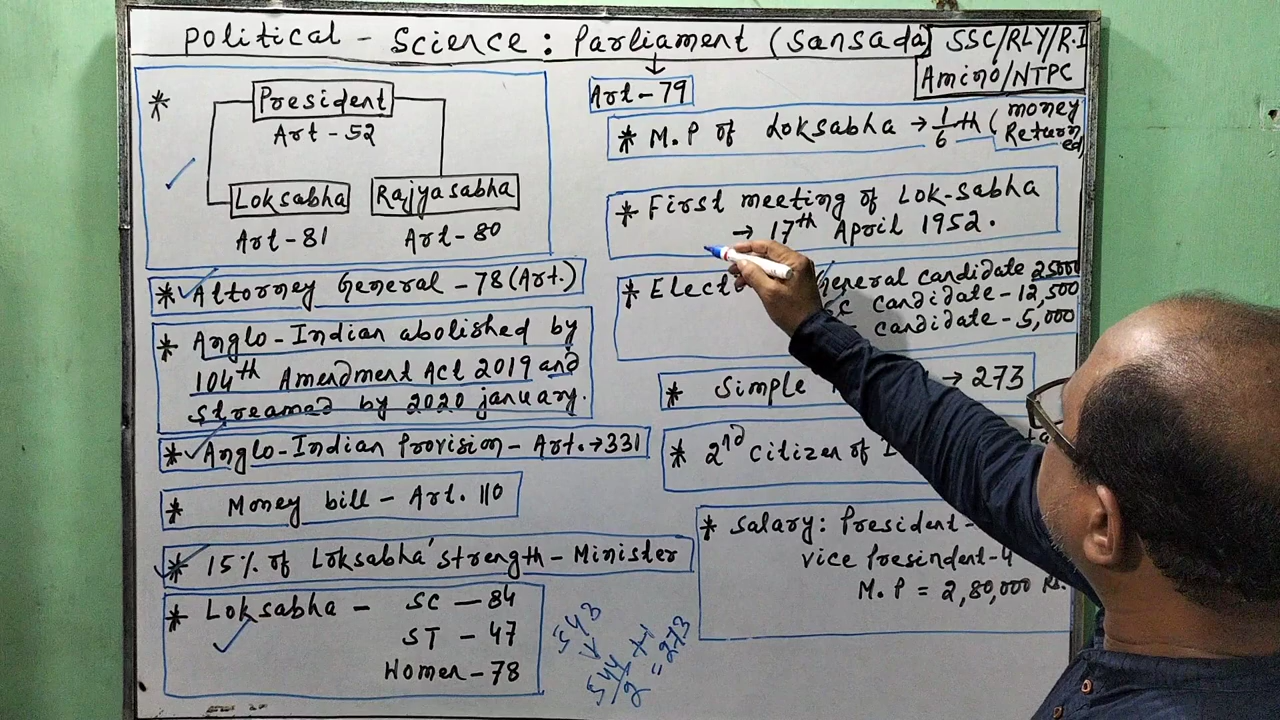 Political - Science : Parliament (Sansada)
SSC/RLY/R.I
Amino/NTPC
*
President
Art - 52
Loksabha
Rajyasabha
Art - 81
Art - 80
* Attorney General - 78 (Art.)
* Anglo - Indian abolished by
104th Amendment Act 2019 and
streamed by 2020 january.
* Anglo-Indian Provision - Art. → 331
* Money bill - Art. 110
* 15% of Loksabha's strength - Minister
* Loksabha - SC - 84
ST - 47
Women - 78
543
544/2 + 1
= 273
Art - 79
* M.P of Loksabha → 1/6 th (money
Returned)
* First meeting of Lok-Sabha
→ 17th April 1952.
* General candidate 25000
candidate - 12,500
candidate - 5,000
* Simple → 273
* 2nd Citizen of
* Salary : President -
Vice Presindent - 4
M.P = 2,80,000 Rs.